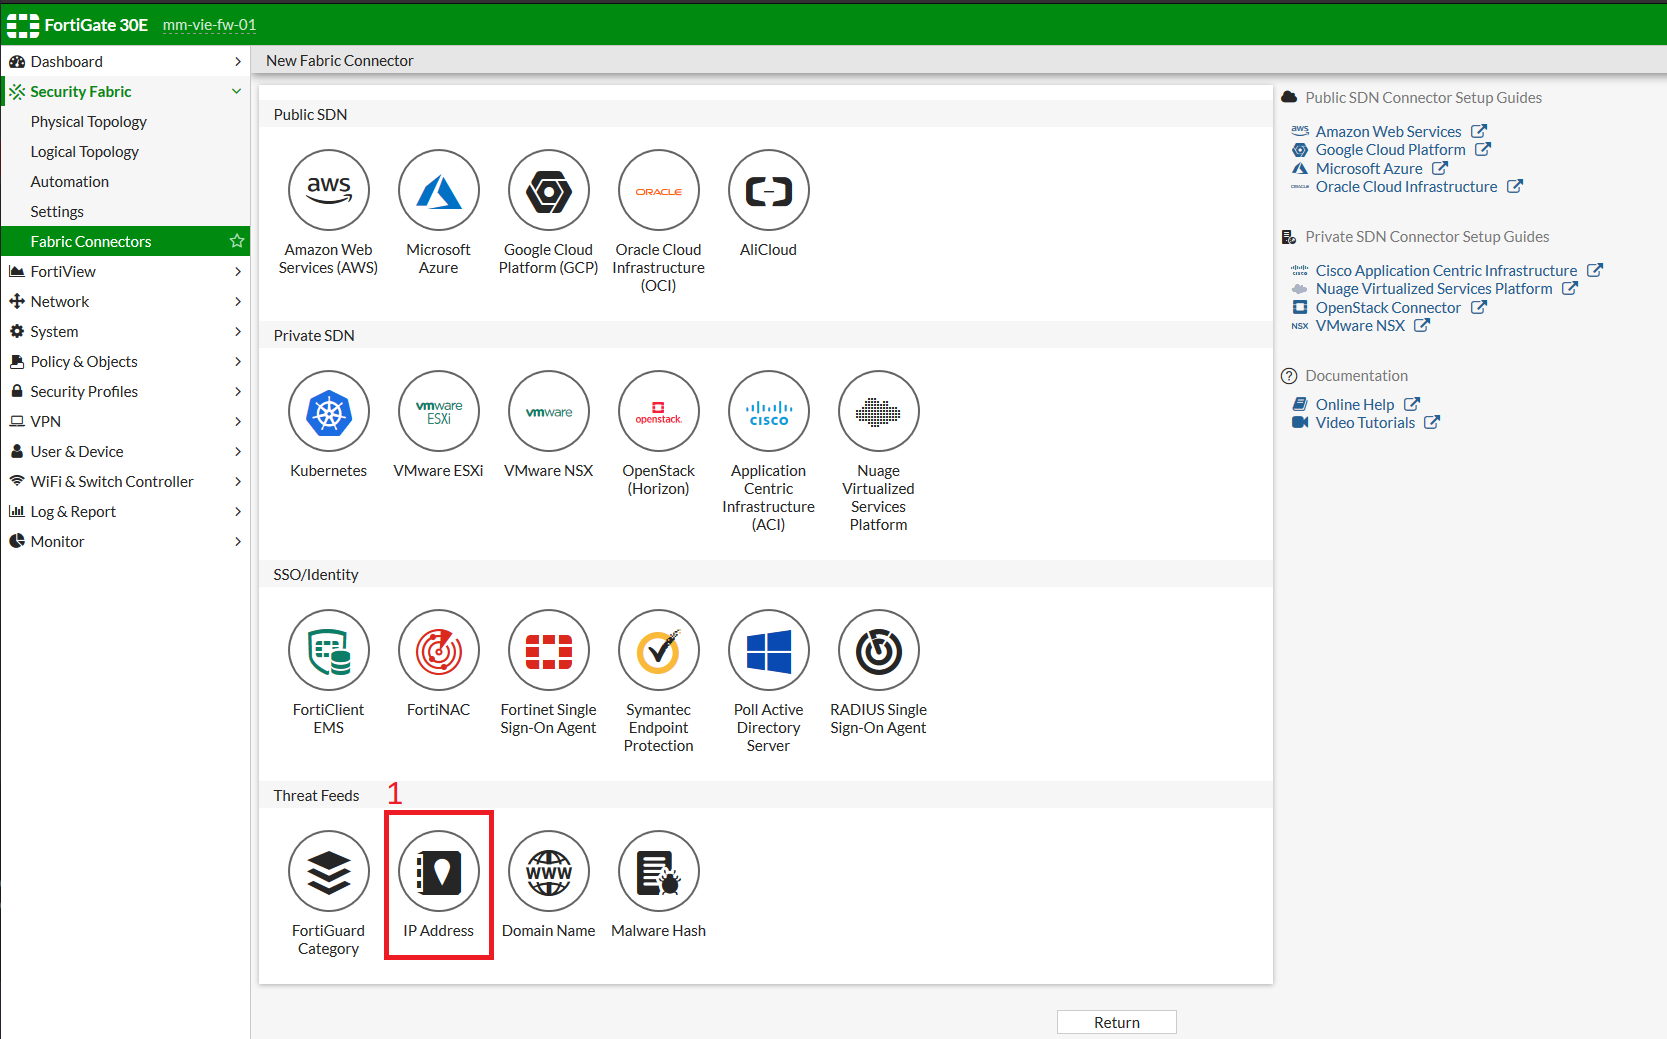 FortiGate 30E mm-vie-fw-01
Dashboard
Security Fabric
Physical Topology
Logical Topology
Automation
Settings
Fabric Connectors
FortiView
Network
System
Policy & Objects
Security Profiles
VPN
User & Device
WiFi & Switch Controller
Log & Report
Monitor
New Fabric Connector
Public SDN
aws
ORACLE
Amazon Web
Services (AWS)
Microsoft
Azure
Google Cloud
Platform (GCP)
Oracle Cloud
Infrastructure
(OCI)
AliCloud
Private SDN
vmware
ESXi
vmware
openstack.
CISCO
Kubernetes
VMware ESXi
VMware NSX
OpenStack
(Horizon)
Application
Centric
Infrastructure
(ACI)
Nuage
Virtualized
Services
Platform
SSO/Identity
FortiClient
EMS
FortiNAC
Fortinet Single
Sign-On Agent
Symantec
Endpoint
Protection
Poll Active
Directory
Server
RADIUS Single
Sign-On Agent
Threat Feeds
1
WWW
FortiGuard
Category
IP Address
Domain Name
Malware Hash
Return
Public SDN Connector Setup Guides
aws Amazon Web Services
Google Cloud Platform
Microsoft Azure
ORACLE Oracle Cloud Infrastructure
Private SDN Connector Setup Guides
CISCO Cisco Application Centric Infrastructure
Nuage Virtualized Services Platform
OpenStack Connector
NSX VMware NSX
Documentation
Online Help
Video Tutorials